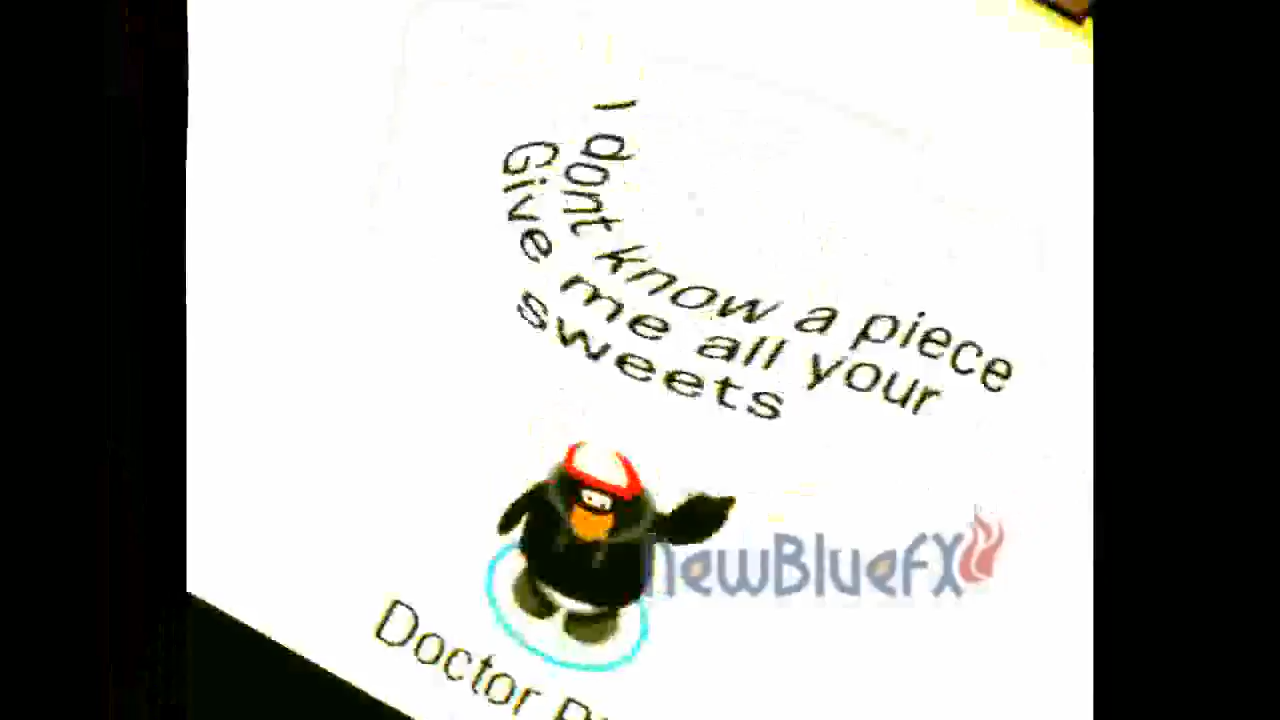 I dont know a piece
Give me all your
sweets
newBlueFX
Doctor